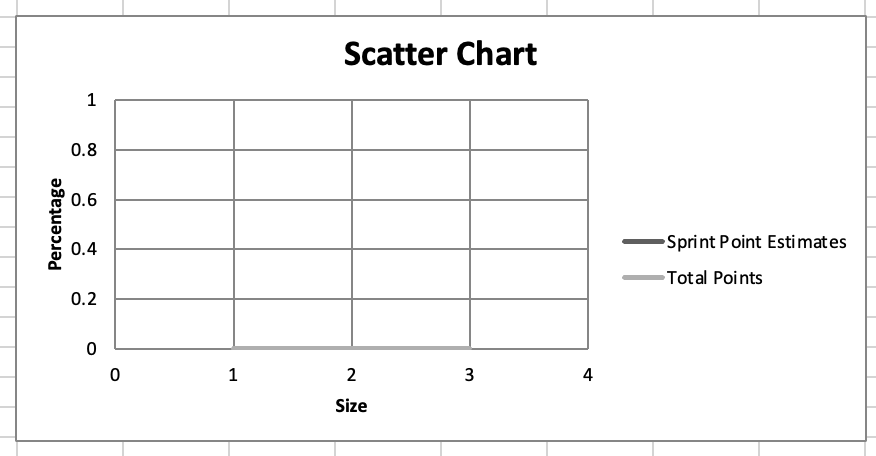 Scatter Chart
Percentage
1
0.8
0.6
0.4
0.2
0
0 1 2 3 4
Size
Sprint Point Estimates
Total Points